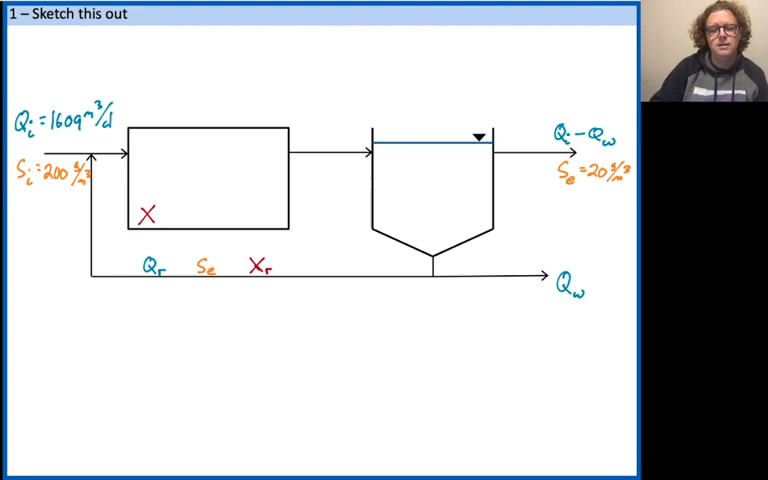 1 – Sketch this out
Qi = 1609 m³/d
Si = 200 g/m³
X
Qi - Qw
Se = 20 g/m³
Qr Se Xr
Qw